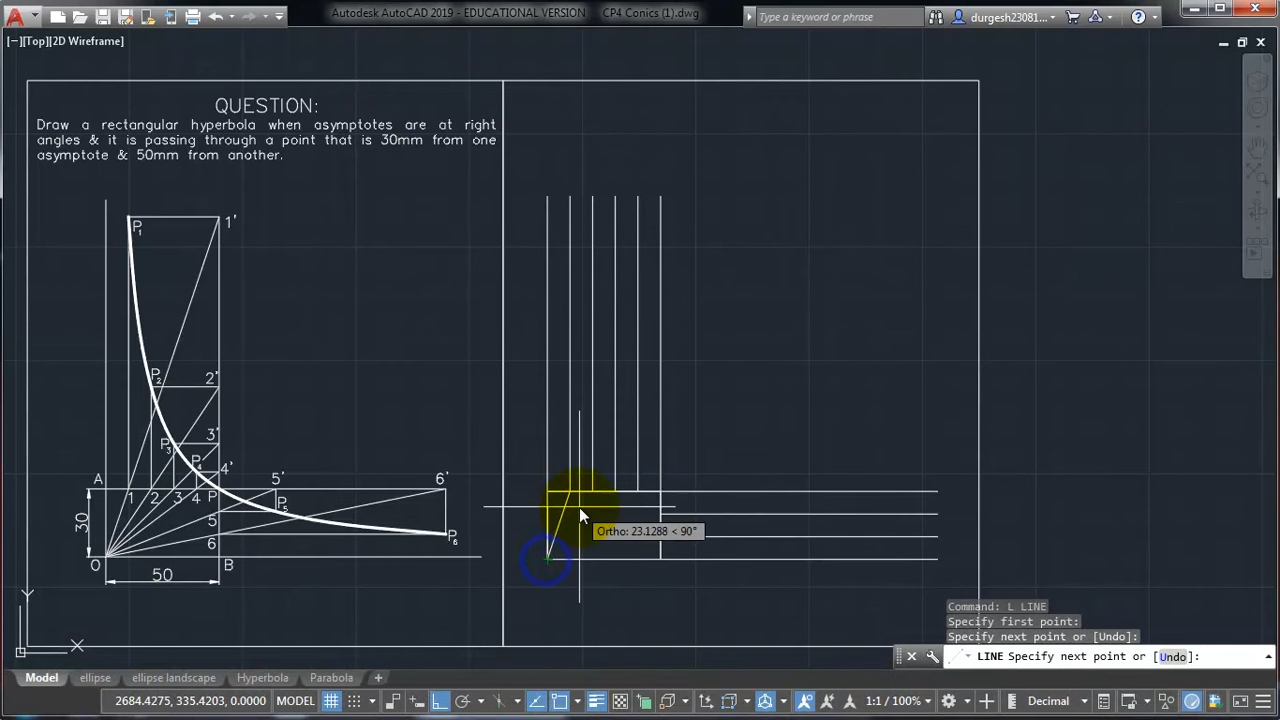 Autodesk AutoCAD 2019 - EDUCATIONAL VERSION CP4 Conics (1).dwg
Type a keyword or phrase
durgesh23081...
[−][Top][2D Wireframe]
QUESTION:
Draw a rectangular hyperbola when asymptotes are at right
angles & it is passing through a point that is 30mm from one
asymptote & 50mm from another.
P1
1'
P2
2'
P3
3'
P4
4'
A
1
2
3
4
P
5'
6'
P5
5
30
6
P6
O
B
50
Ortho: 23.1288 < 90°
Y
X
Command: L LINE
Specify first point:
Specify next point or [Undo]:
LINE Specify next point or [Undo]:
Model ellipse ellipse landscape Hyperbola Parabola +
2684.4275, 335.4203, 0.0000 MODEL 1:1 / 100% Decimal